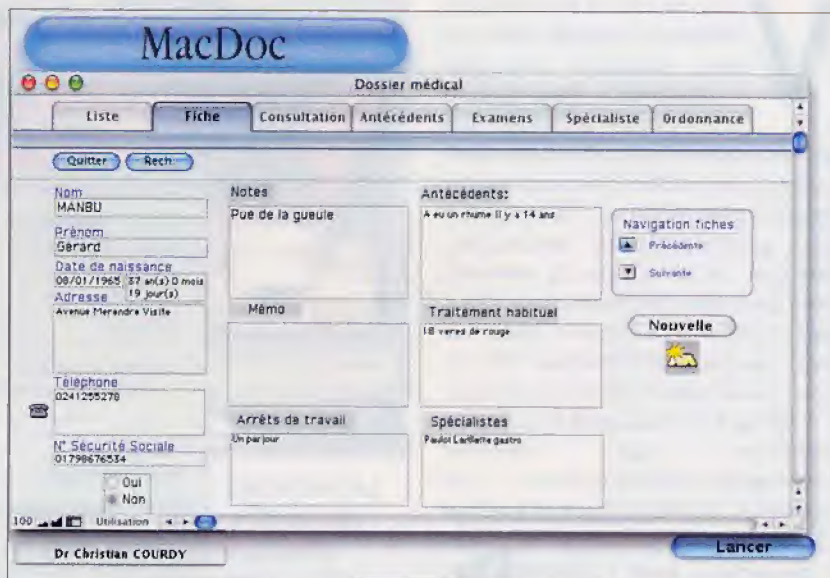 MacDoc
Dossier médical
Liste
Fiche
Consultation
Antécédents
Examens
Spécialiste
Ordonnance
Quitter
Rech.
Nom
MANBU
Prénom
Gérard
Date de naissance
08/01/1965
37 an(s) 0 mois
19 jour(s)
Adresse
Avenue Merendre Visite
Téléphone
0241255278
N° Sécurité Sociale
01798676534
Oui
Non
Notes
Pue de la gueule
Mémo
Arrêts de travail
Un par jour
Antécédents:
A eu un rhume il y a 14 ans
Traitement habituel
18 verres de rouge
Spécialistes
gastro
Navigation fiches
Précédente
Suivante
Nouvelle
100
Utilisation
Dr Christian COURDY
Lancer